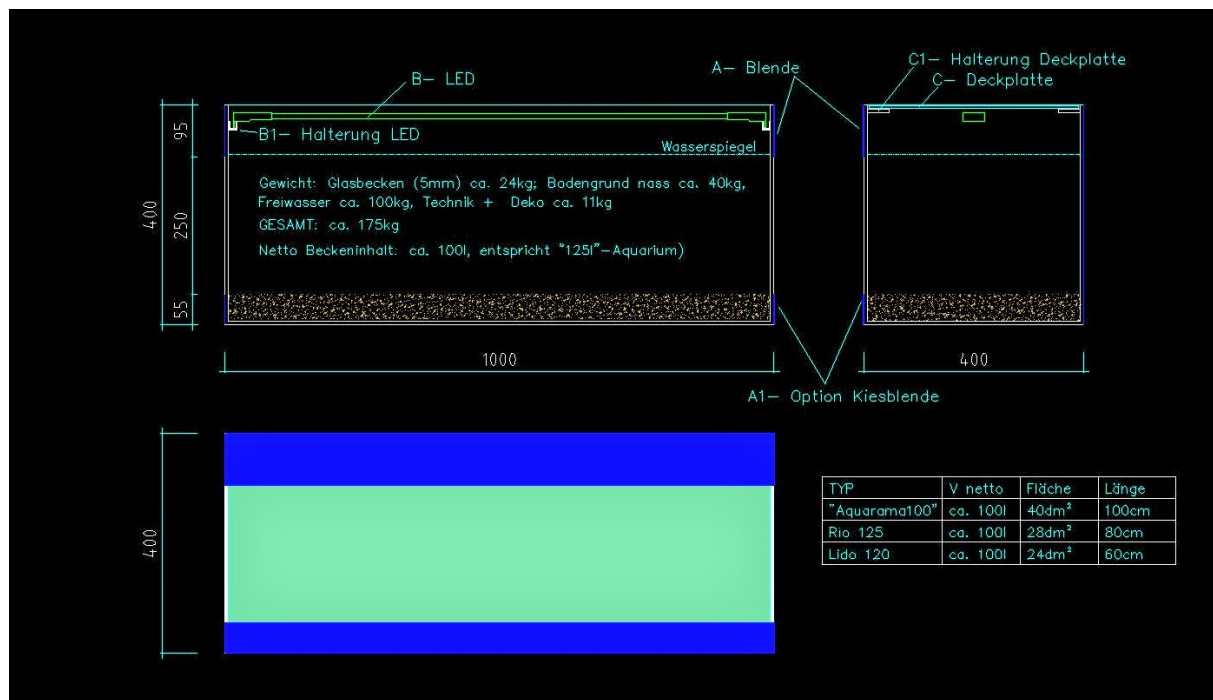 C1- Halterung Deckplatte
A- Blende
C- Deckplatte
B- LED
B1- Halterung LED
Wasserspiegel
95
400
250
55
Gewicht: Glasbecken (5mm) ca. 24kg; Bodengrund nass ca. 40kg,
Freiwasser ca. 100kg, Technik + Deko ca. 11kg
GESAMT: ca. 175kg
Netto Beckeninhalt: ca. 100l, entspricht "125l"-Aquarium)
1000
400
A1- Option Kiesblende
400
TYP V netto Fläche Länge
"Aquarama100" ca. 100l 40dm² 100cm
Rio 125 ca. 100l 28dm² 80cm
Lido 120 ca. 100l 24dm² 60cm